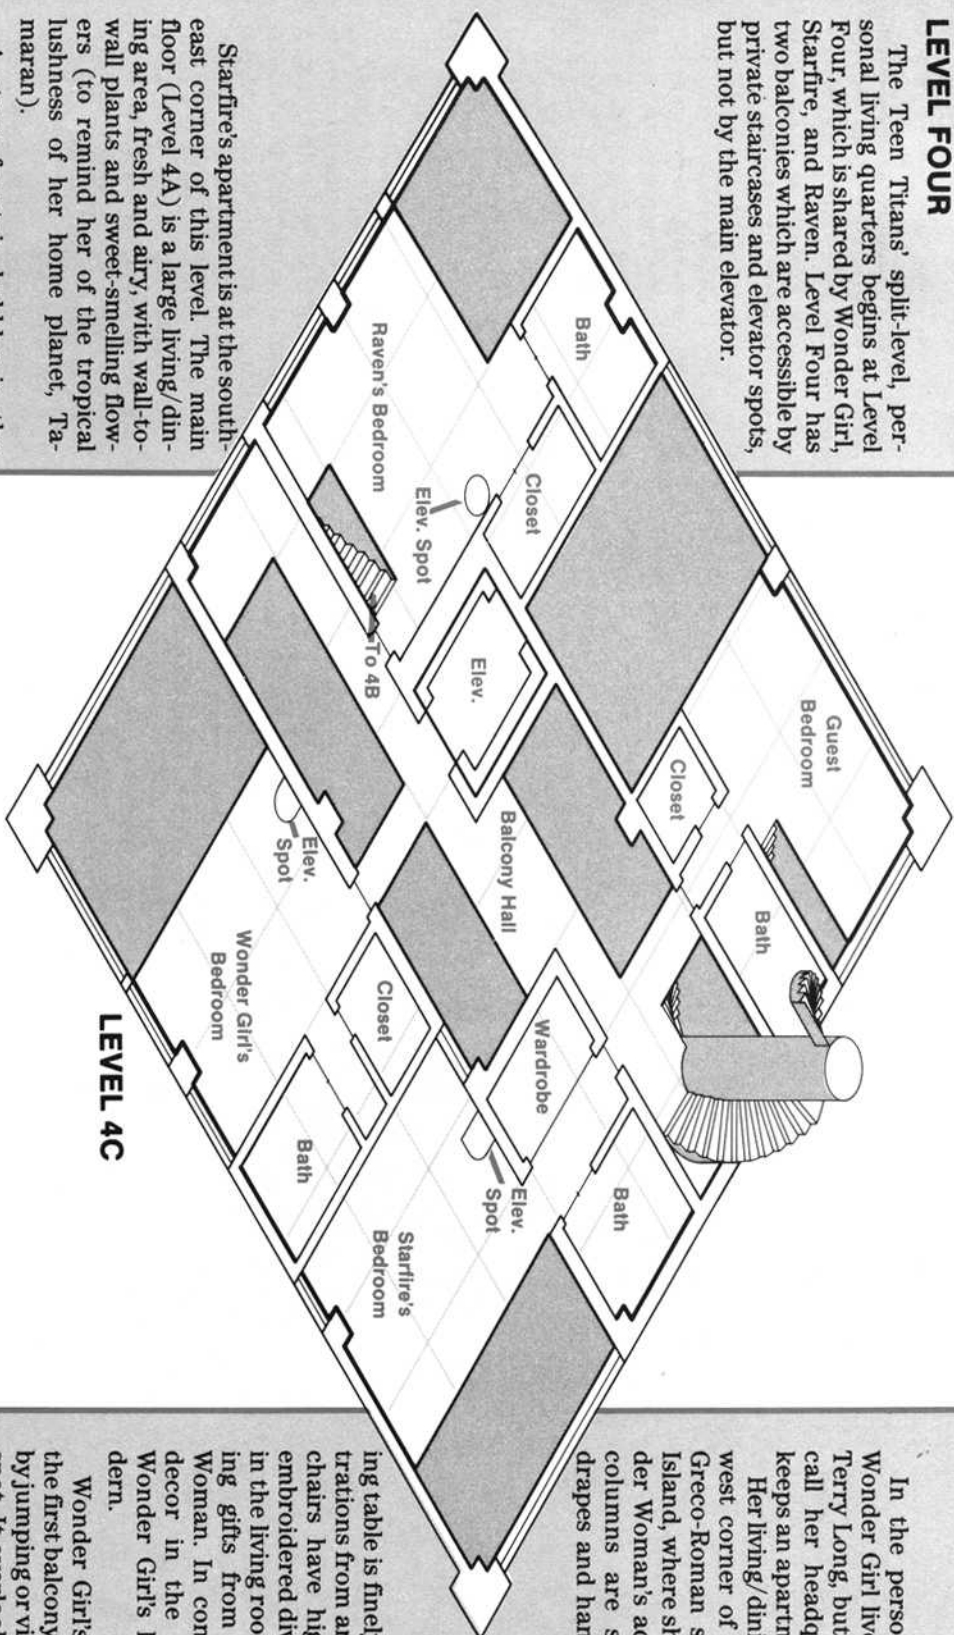 LEVEL FOUR
The Teen Titans' split-level, per-
sonal living quarters begins at Level
Four, which is shared by Wonder Girl,
Starfire, and Raven. Level Four has
two balconies which are accessible by
private staircases and elevator spots,
but not by the main elevator.
Starfire's apartment is at the south-
east corner of this level. The main
floor (Level 4A) is a large living/din-
ing area, fresh and airy, with wall-to-
wall plants and sweet-smelling flow-
ers (to remind her of the tropical
lushness of her home planet, Ta-
maran).
Bath
Raven's Bedroom
Closet
Elev. Spot
To 4B
Elev.
Guest
Bedroom
Closet
Bath
Balcony Hall
Elev.
Spot
Wonder Girl's
Bedroom
Closet
Bath
Wardrobe
Elev.
Spot
Bath
Starfire's
Bedroom
LEVEL 4C
In the perso
Wonder Girl liv
Terry Long, but
call her headq
keeps an apartn
Her living/dini
west corner of
Greco-Roman s
Island, where sh
der Woman's ad
columns are s
drapes and han
ing table is finel
trations from an
chairs have hig
embroidered div
in the living roo
ing gifts from
Woman. In con
decor in the
Wonder Girl's
dern.
Wonder Girl's
the first balcony
by jumping or vi